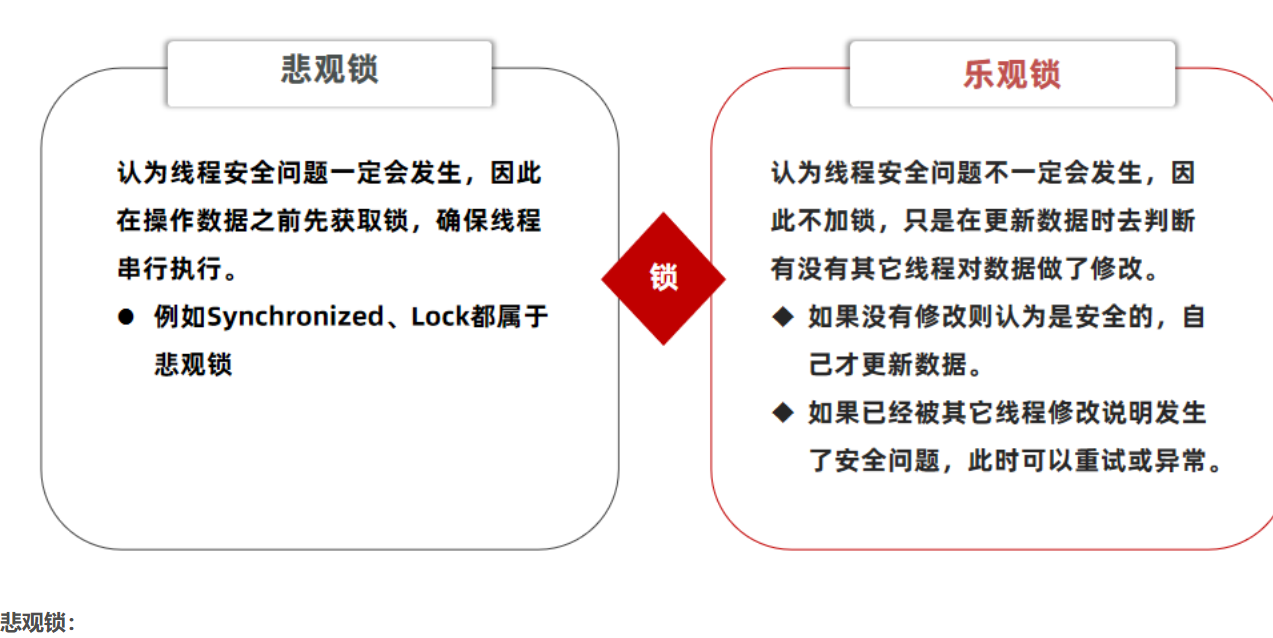 悲观锁
认为线程安全问题一定会发生，因此
在操作数据之前先获取锁，确保线程
串行执行。
● 例如Synchronized、Lock都属于
悲观锁
锁
乐观锁
认为线程安全问题不一定会发生，因
此不加锁，只是在更新数据时去判断
有没有其它线程对数据做了修改。
◆ 如果没有修改则认为是安全的，自
己才更新数据。
◆ 如果已经被其它线程修改说明发生
了安全问题，此时可以重试或异常。
悲观锁：